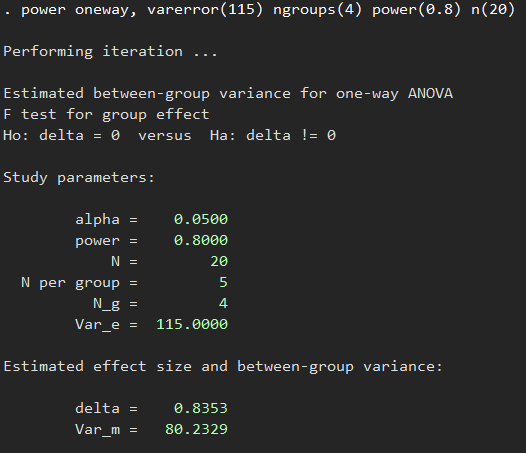 . power oneway, varerror(115) ngroups(4) power(0.8) n(20)
Performing iteration ...
Estimated between-group variance for one-way ANOVA
F test for group effect
Ho: delta = 0  versus  Ha: delta != 0
Study parameters:
alpha =    0.0500
power =    0.8000
N =        20
N per group =         5
N_g =         4
Var_e =  115.0000
Estimated effect size and between-group variance:
delta =    0.8353
Var_m =   80.2329